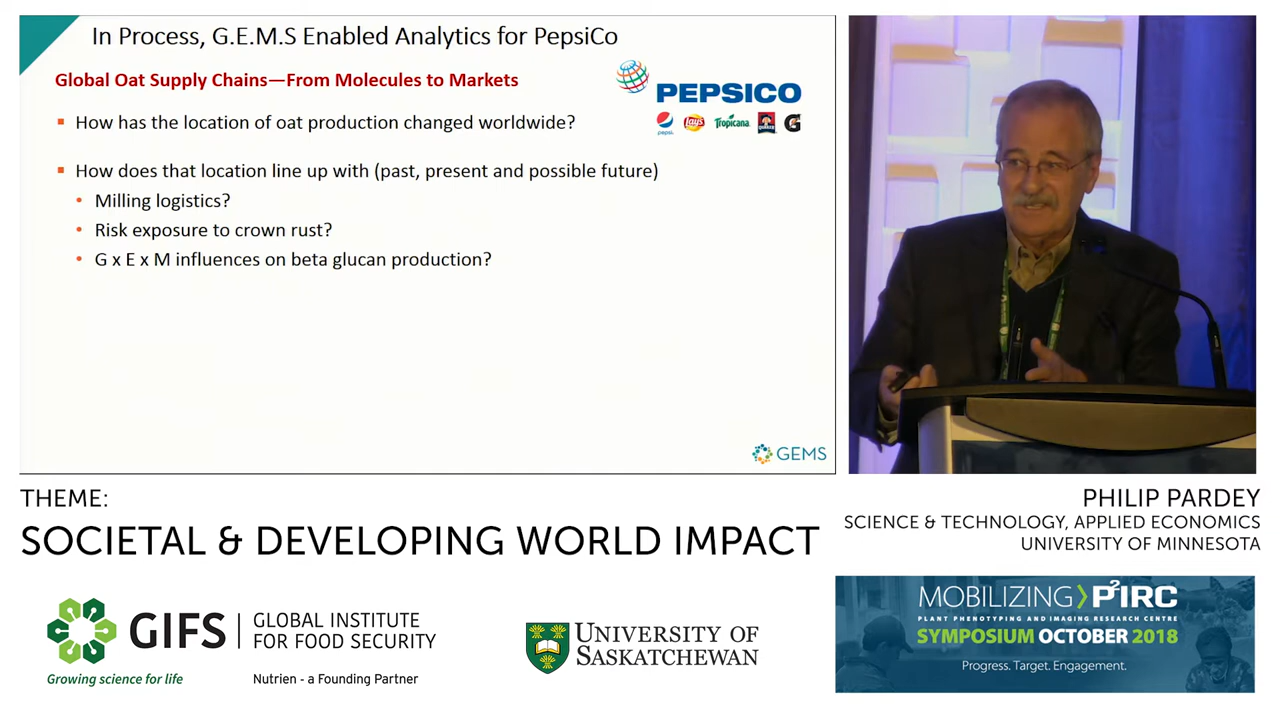 In Process, G.E.M.S Enabled Analytics for PepsiCo
Global Oat Supply Chains—From Molecules to Markets
PEPSICO
pepsi
Lay's
Tropicana
QUAKER
G
▪ How has the location of oat production changed worldwide?
▪ How does that location line up with (past, present and possible future)
• Milling logistics?
• Risk exposure to crown rust?
• G x E x M influences on beta glucan production?
GEMS
THEME:
SOCIETAL & DEVELOPING WORLD IMPACT
PHILIP PARDEY
SCIENCE & TECHNOLOGY, APPLIED ECONOMICS
UNIVERSITY OF MINNESOTA
GIFS
GLOBAL INSTITUTE
FOR FOOD SECURITY
Growing science for life
Nutrien - a Founding Partner
UNIVERSITY OF
SASKATCHEWAN
MOBILIZING P²IRC
PLANT PHENOTYPING AND IMAGING RESEARCH CENTRE
SYMPOSIUM OCTOBER 2018
Progress. Target. Engagement.